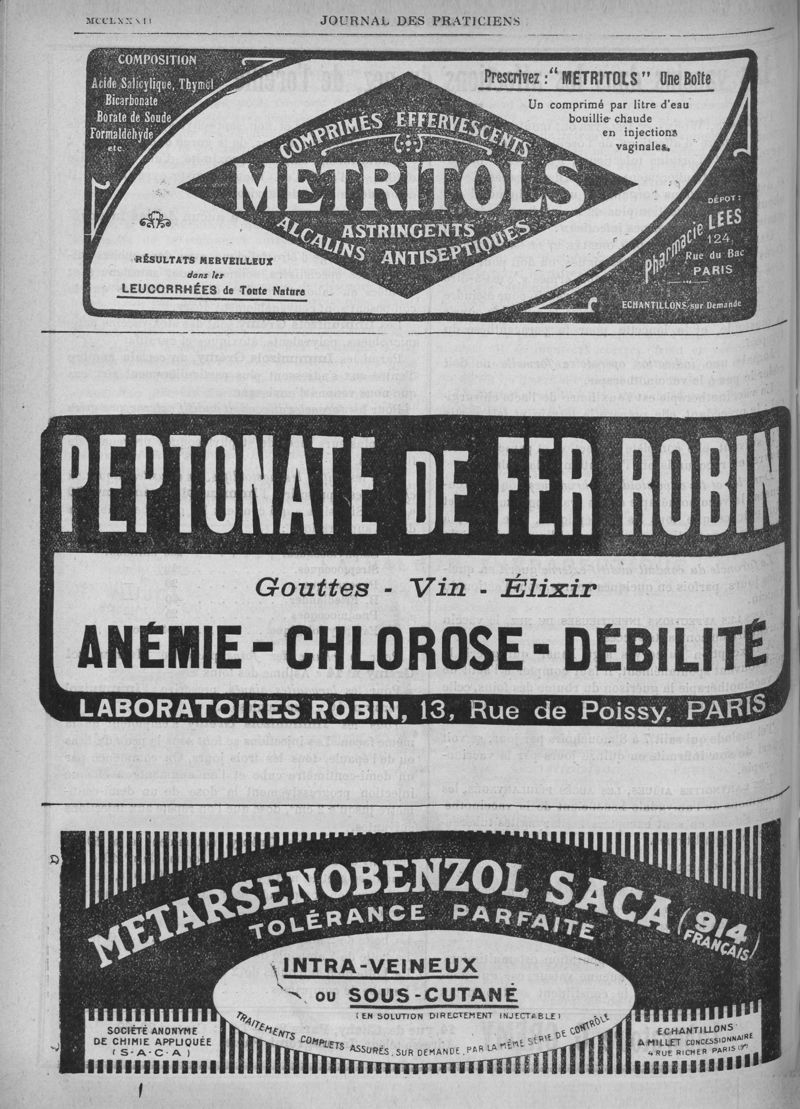 MCCLXXXII
JOURNAL DES PRATICIENS
COMPOSITION
Acide Salicylique, Thymol
Bicarbonate
Borate de Soude
Formaldéhyde
etc.
Prescrivez : "METRITOLS" Une Boîte
Un comprimé par litre d'eau
bouillie chaude
en injections
vaginales.
COMPRIMÉS EFFERVESCENTS
METRITOLS
ASTRINGENTS
ALCALINS ANTISEPTIQUES
RÉSULTATS MERVEILLEUX
dans les
LEUCORRHÉES de Toute Nature
DÉPOT :
Pharmacie LEES
124,
Rue du Bac
PARIS
ECHANTILLONS sur Demande
PEPTONATE DE FER ROBIN
Gouttes - Vin - Élixir
ANÉMIE - CHLOROSE - DÉBILITÉ
LABORATOIRES ROBIN, 13, Rue de Poissy, PARIS
METARSENOBENZOL SACA (914 FRANÇAIS)
TOLÉRANCE PARFAITE
INTRA-VEINEUX
OU SOUS-CUTANÉ
(EN SOLUTION DIRECTEMENT INJECTABLE)
TRAITEMENTS COMPLETS ASSURÉS, SUR DEMANDE, PAR LA MÊME SÉRIE DE CONTRÔLE
SOCIÉTÉ ANONYME
DE CHIMIE APPLIQUÉE
(S-A-C-A)
ECHANTILLONS
A MILLET CONCESSIONNAIRE
4 RUE RICHER PARIS